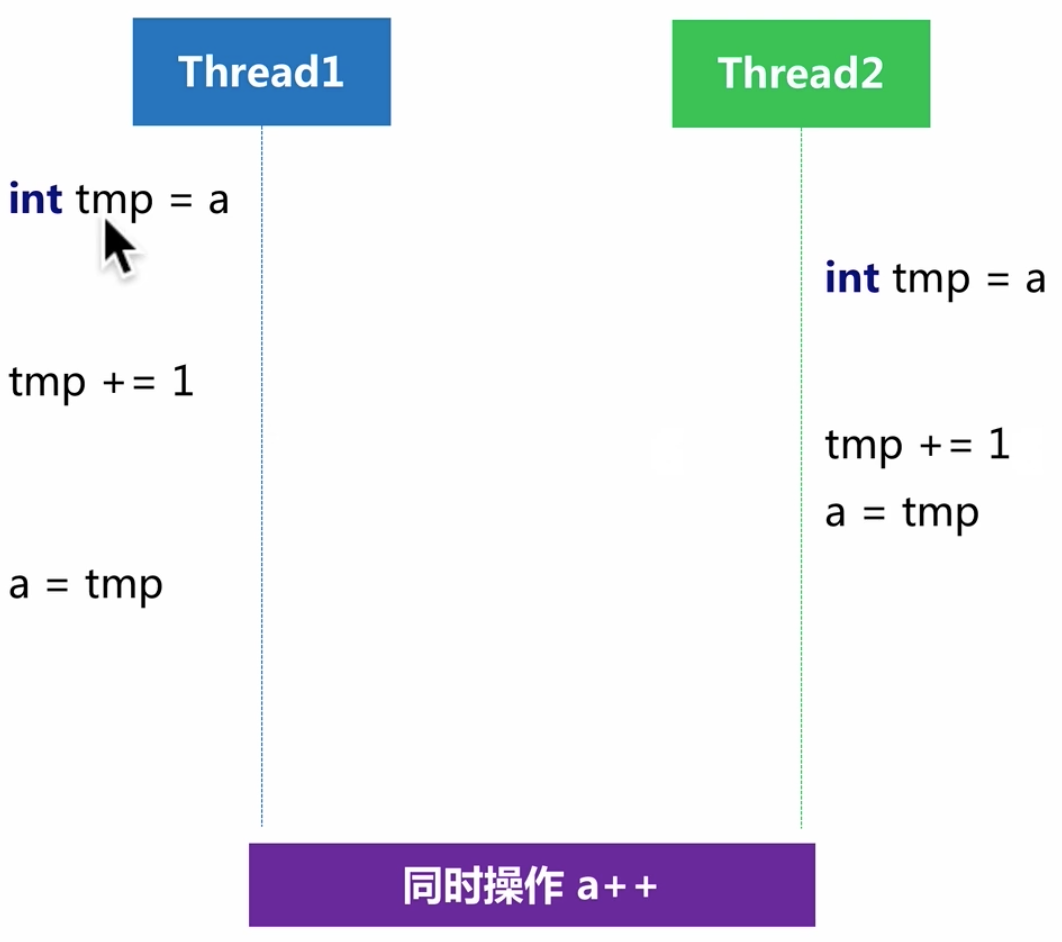 Thread1
Thread2
int tmp = a
int tmp = a
tmp += 1
tmp += 1
a = tmp
a = tmp
同时操作 a++